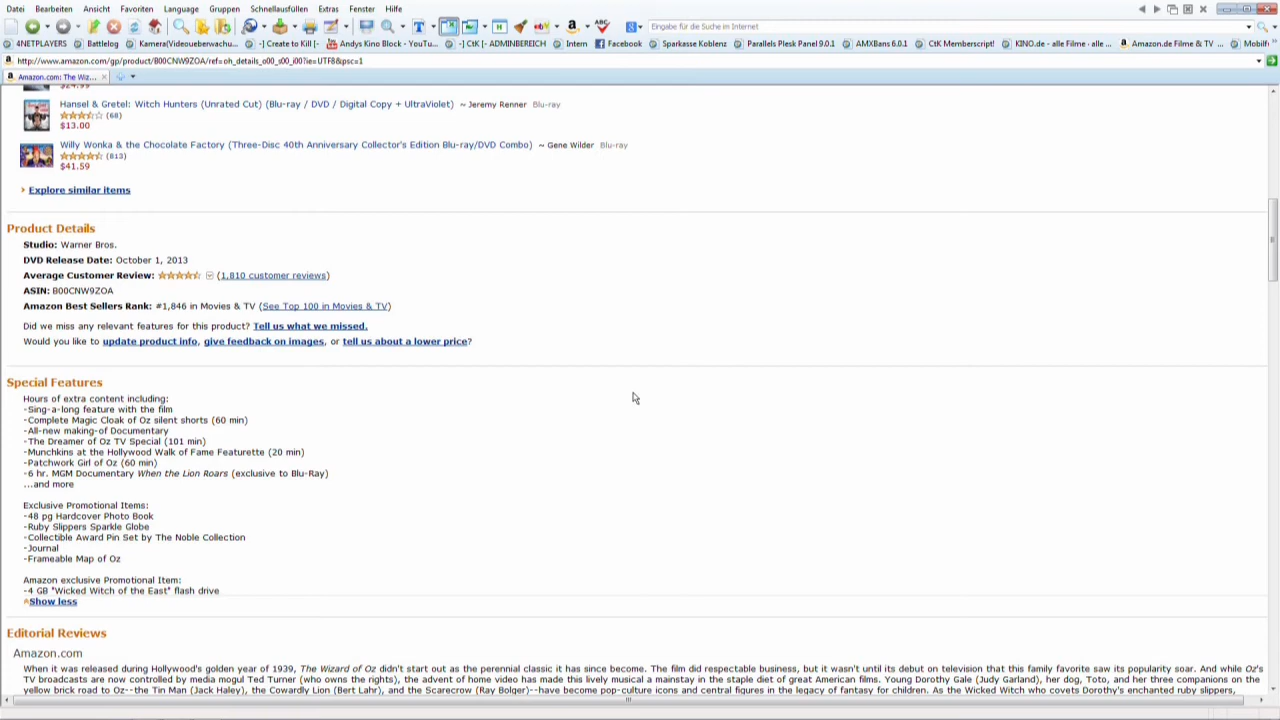 Datei Bearbeiten Ansicht Favoriten Language Gruppen Schnellausfüllen Extras Fenster Hilfe
Eingabe für die Suche im Internet
4NETPLAYERS Battlelog Kamera(Videoueberwachu... -] Create to Kill [- Andys Kino Block - YouTu... -] CtK [- ADMINBEREICH Intern Facebook Sparkasse Koblenz Parallels Plesk Panel 9.0.1 AMXBans 6.0.1 CtK Memberscript! KINO.de - alle Filme - alle ... Amazon.de Filme & TV ... Mobilfu
http://www.amazon.com/gp/product/B00CNW9ZOA/ref=oh_details_o00_s00_i00?ie=UTF8&psc=1
Amazon.com: The Wiz...
$24.99
Hansel & Gretel: Witch Hunters (Unrated Cut) (Blu-ray / DVD / Digital Copy + UltraViolet) ~ Jeremy Renner Blu-ray
(68)
$13.00
Willy Wonka & the Chocolate Factory (Three-Disc 40th Anniversary Collector's Edition Blu-ray/DVD Combo) ~ Gene Wilder Blu-ray
(813)
$41.59
Explore similar items
Product Details
Studio: Warner Bros.
DVD Release Date: October 1, 2013
Average Customer Review: (1,810 customer reviews)
ASIN: B00CNW9ZOA
Amazon Best Sellers Rank: #1,846 in Movies & TV (See Top 100 in Movies & TV)
Did we miss any relevant features for this product? Tell us what we missed.
Would you like to update product info, give feedback on images, or tell us about a lower price?
Special Features
Hours of extra content including:
-Sing-a-long feature with the film
-Complete Magic Cloak of Oz silent shorts (60 min)
-All-new making-of Documentary
-The Dreamer of Oz TV Special (101 min)
-Munchkins at the Hollywood Walk of Fame Featurette (20 min)
-Patchwork Girl of Oz (60 min)
-6 hr. MGM Documentary When the Lion Roars (exclusive to Blu-Ray)
...and more
Exclusive Promotional Items:
-48 pg Hardcover Photo Book
-Ruby Slippers Sparkle Globe
-Collectible Award Pin Set by The Noble Collection
-Journal
-Frameable Map of Oz
Amazon exclusive Promotional Item:
-4 GB "Wicked Witch of the East" flash drive
Show less
Editorial Reviews
Amazon.com
When it was released during Hollywood's golden year of 1939, The Wizard of Oz didn't start out as the perennial classic it has since become. The film did respectable business, but it wasn't until its debut on television that this family favorite saw its popularity soar. And while Oz's
TV broadcasts are now controlled by media mogul Ted Turner (who owns the rights), the advent of home video has made this lively musical a mainstay in the staple diet of great American films. Young Dorothy Gale (Judy Garland), her dog, Toto, and her three companions on the
yellow brick road to Oz--the Tin Man (Jack Haley), the Cowardly Lion (Bert Lahr), and the Scarecrow (Ray Bolger)--have become pop-culture icons and central figures in the legacy of fantasy for children. As the Wicked Witch who covets Dorothy's enchanted ruby slippers,